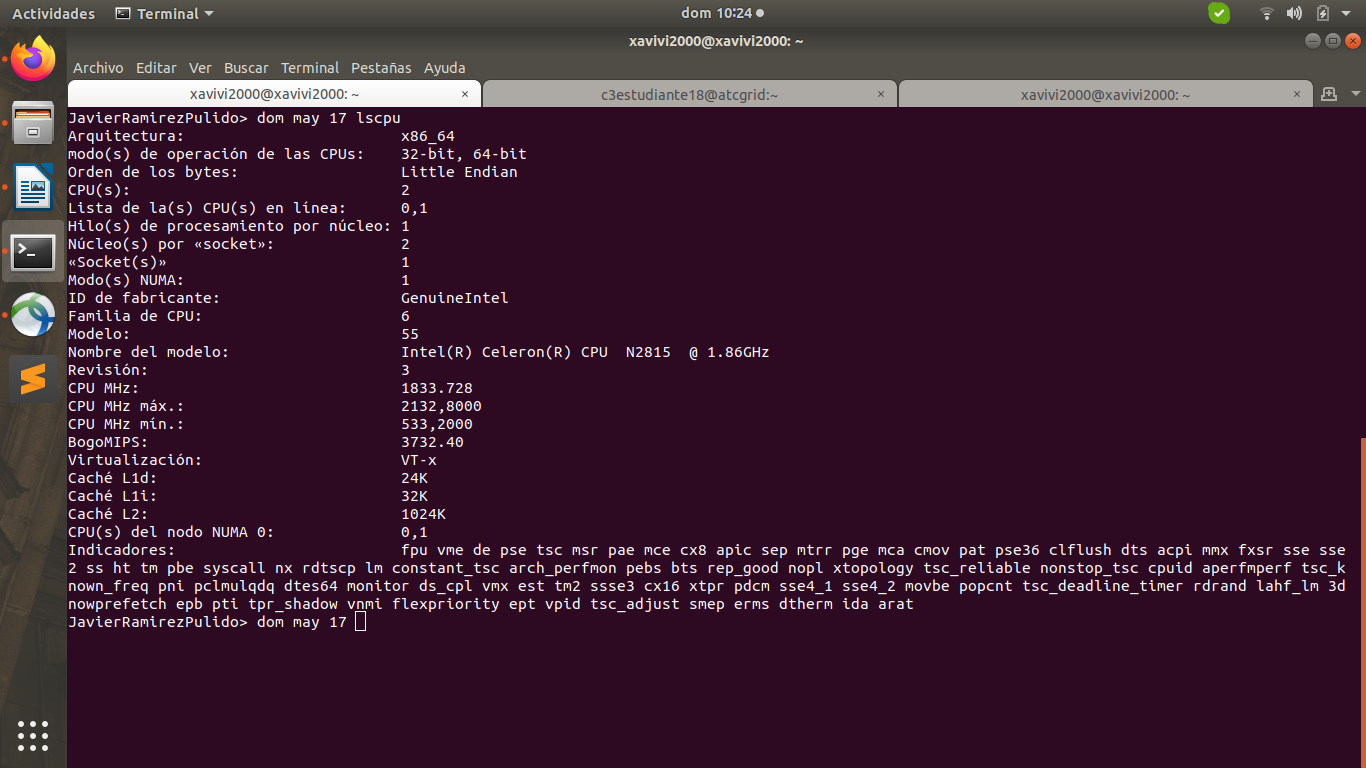 Actividades Terminal dom 10:24
xavivi2000@xavivi2000: ~
Archivo Editar Ver Buscar Terminal Pestañas Ayuda
xavivi2000@xavivi2000: ~ × c3estudiante18@atcgrid:~ × xavivi2000@xavivi2000: ~ ×
JavierRamirezPulido> dom may 17 lscpu
Arquitectura: x86_64
modo(s) de operación de las CPUs: 32-bit, 64-bit
Orden de los bytes: Little Endian
CPU(s): 2
Lista de la(s) CPU(s) en línea: 0,1
Hilo(s) de procesamiento por núcleo: 1
Núcleo(s) por «socket»: 2
«Socket(s)» 1
Modo(s) NUMA: 1
ID de fabricante: GenuineIntel
Familia de CPU: 6
Modelo: 55
Nombre del modelo: Intel(R) Celeron(R) CPU  N2815  @ 1.86GHz
Revisión: 3
CPU MHz: 1833.728
CPU MHz máx.: 2132,8000
CPU MHz mín.: 533,2000
BogoMIPS: 3732.40
Virtualización: VT-x
Caché L1d: 24K
Caché L1i: 32K
Caché L2: 1024K
CPU(s) del nodo NUMA 0: 0,1
Indicadores: fpu vme de pse tsc msr pae mce cx8 apic sep mtrr pge mca cmov pat pse36 clflush dts acpi mmx fxsr sse sse
2 ss ht tm pbe syscall nx rdtscp lm constant_tsc arch_perfmon pebs bts rep_good nopl xtopology tsc_reliable nonstop_tsc cpuid aperfmperf tsc_k
nown_freq pni pclmulqdq dtes64 monitor ds_cpl vmx est tm2 ssse3 cx16 xtpr pdcm sse4_1 sse4_2 movbe popcnt tsc_deadline_timer rdrand lahf_lm 3d
nowprefetch epb pti tpr_shadow vnmi flexpriority ept vpid tsc_adjust smep erms dtherm ida arat
JavierRamirezPulido> dom may 17